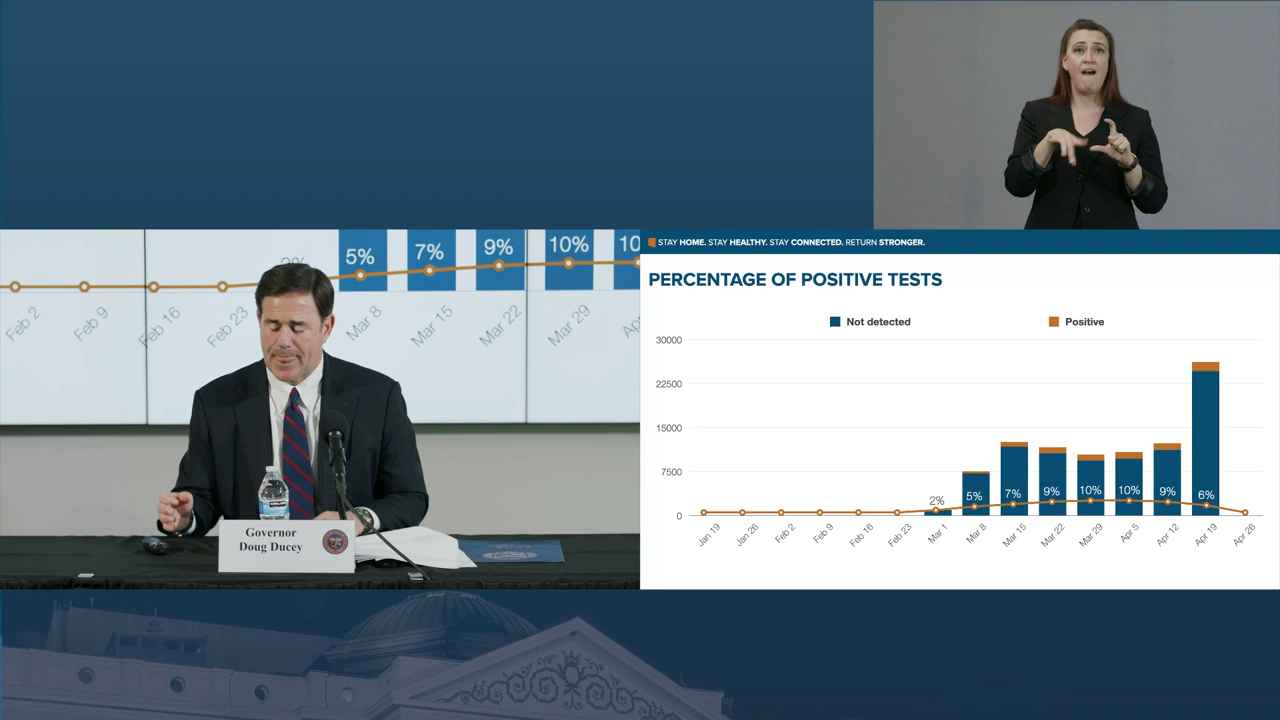 2%
5%
7%
9%
10%
10
Feb 2
Feb 9
Feb 16
Feb 23
Mar 8
Mar 15
Mar 22
Mar 29
Governor
Doug Ducey
STAY HOME. STAY HEALTHY. STAY CONNECTED. RETURN STRONGER.
PERCENTAGE OF POSITIVE TESTS
Not detected Positive
30000
22500
15000
7500
0
2% 5% 7% 9% 10% 10% 9% 6%
Jan 19 Jan 26 Feb 2 Feb 9 Feb 16 Feb 23 Mar 1 Mar 8 Mar 15 Mar 22 Mar 29 Apr 5 Apr 12 Apr 19 Apr 26